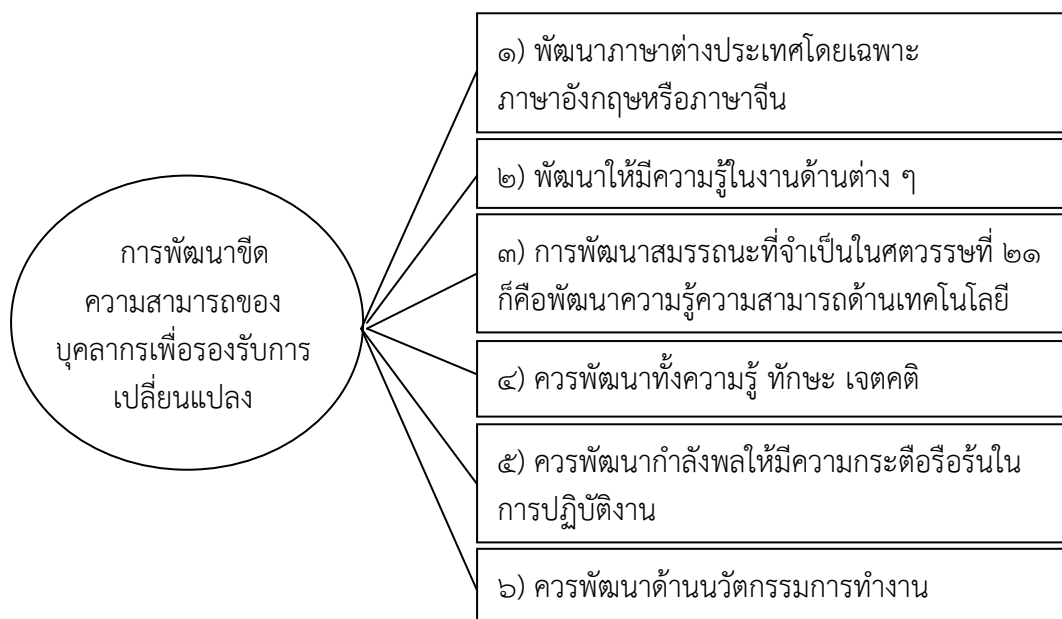 การพัฒนาขีด
ความสามารถของ
บุคลากรเพื่อรองรับการ
เปลี่ยนแปลง
๑) พัฒนาภาษาต่างประเทศโดยเฉพาะ
ภาษาอังกฤษหรือภาษาจีน
๒) พัฒนาให้มีความรู้ในงานด้านต่าง ๆ
๓) การพัฒนาสมรรถนะที่จำเป็นในศตวรรษที่ ๒๑
ก็คือพัฒนาความรู้ความสามารถด้านเทคโนโลยี
๔) ควรพัฒนาทั้งความรู้ ทักษะ เจตคติ
๕) ควรพัฒนากำลังพลให้มีความกระตือรือร้นใน
การปฏิบัติงาน
๖) ควรพัฒนาด้านนวัตกรรมการทำงาน